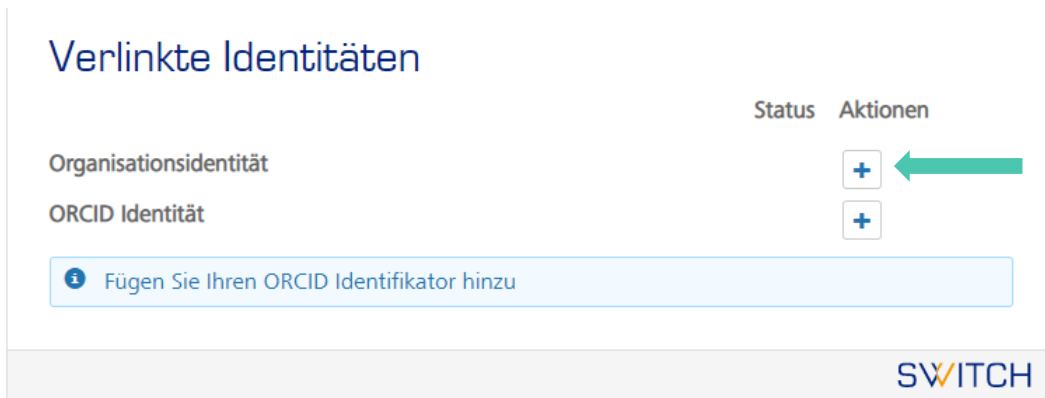 Verlinkte Identitäten
Status Aktionen
Organisationsidentität
ORCID Identität
Fügen Sie Ihren ORCID Identifikator hinzu
SWITCH